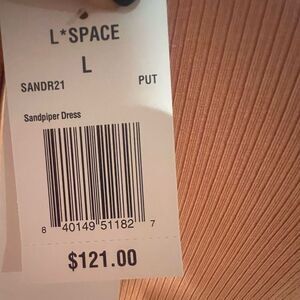 L*SPACE
L
SANDR21 PUT
Sandpiper Dress
8 40149 51182 7
$121.00